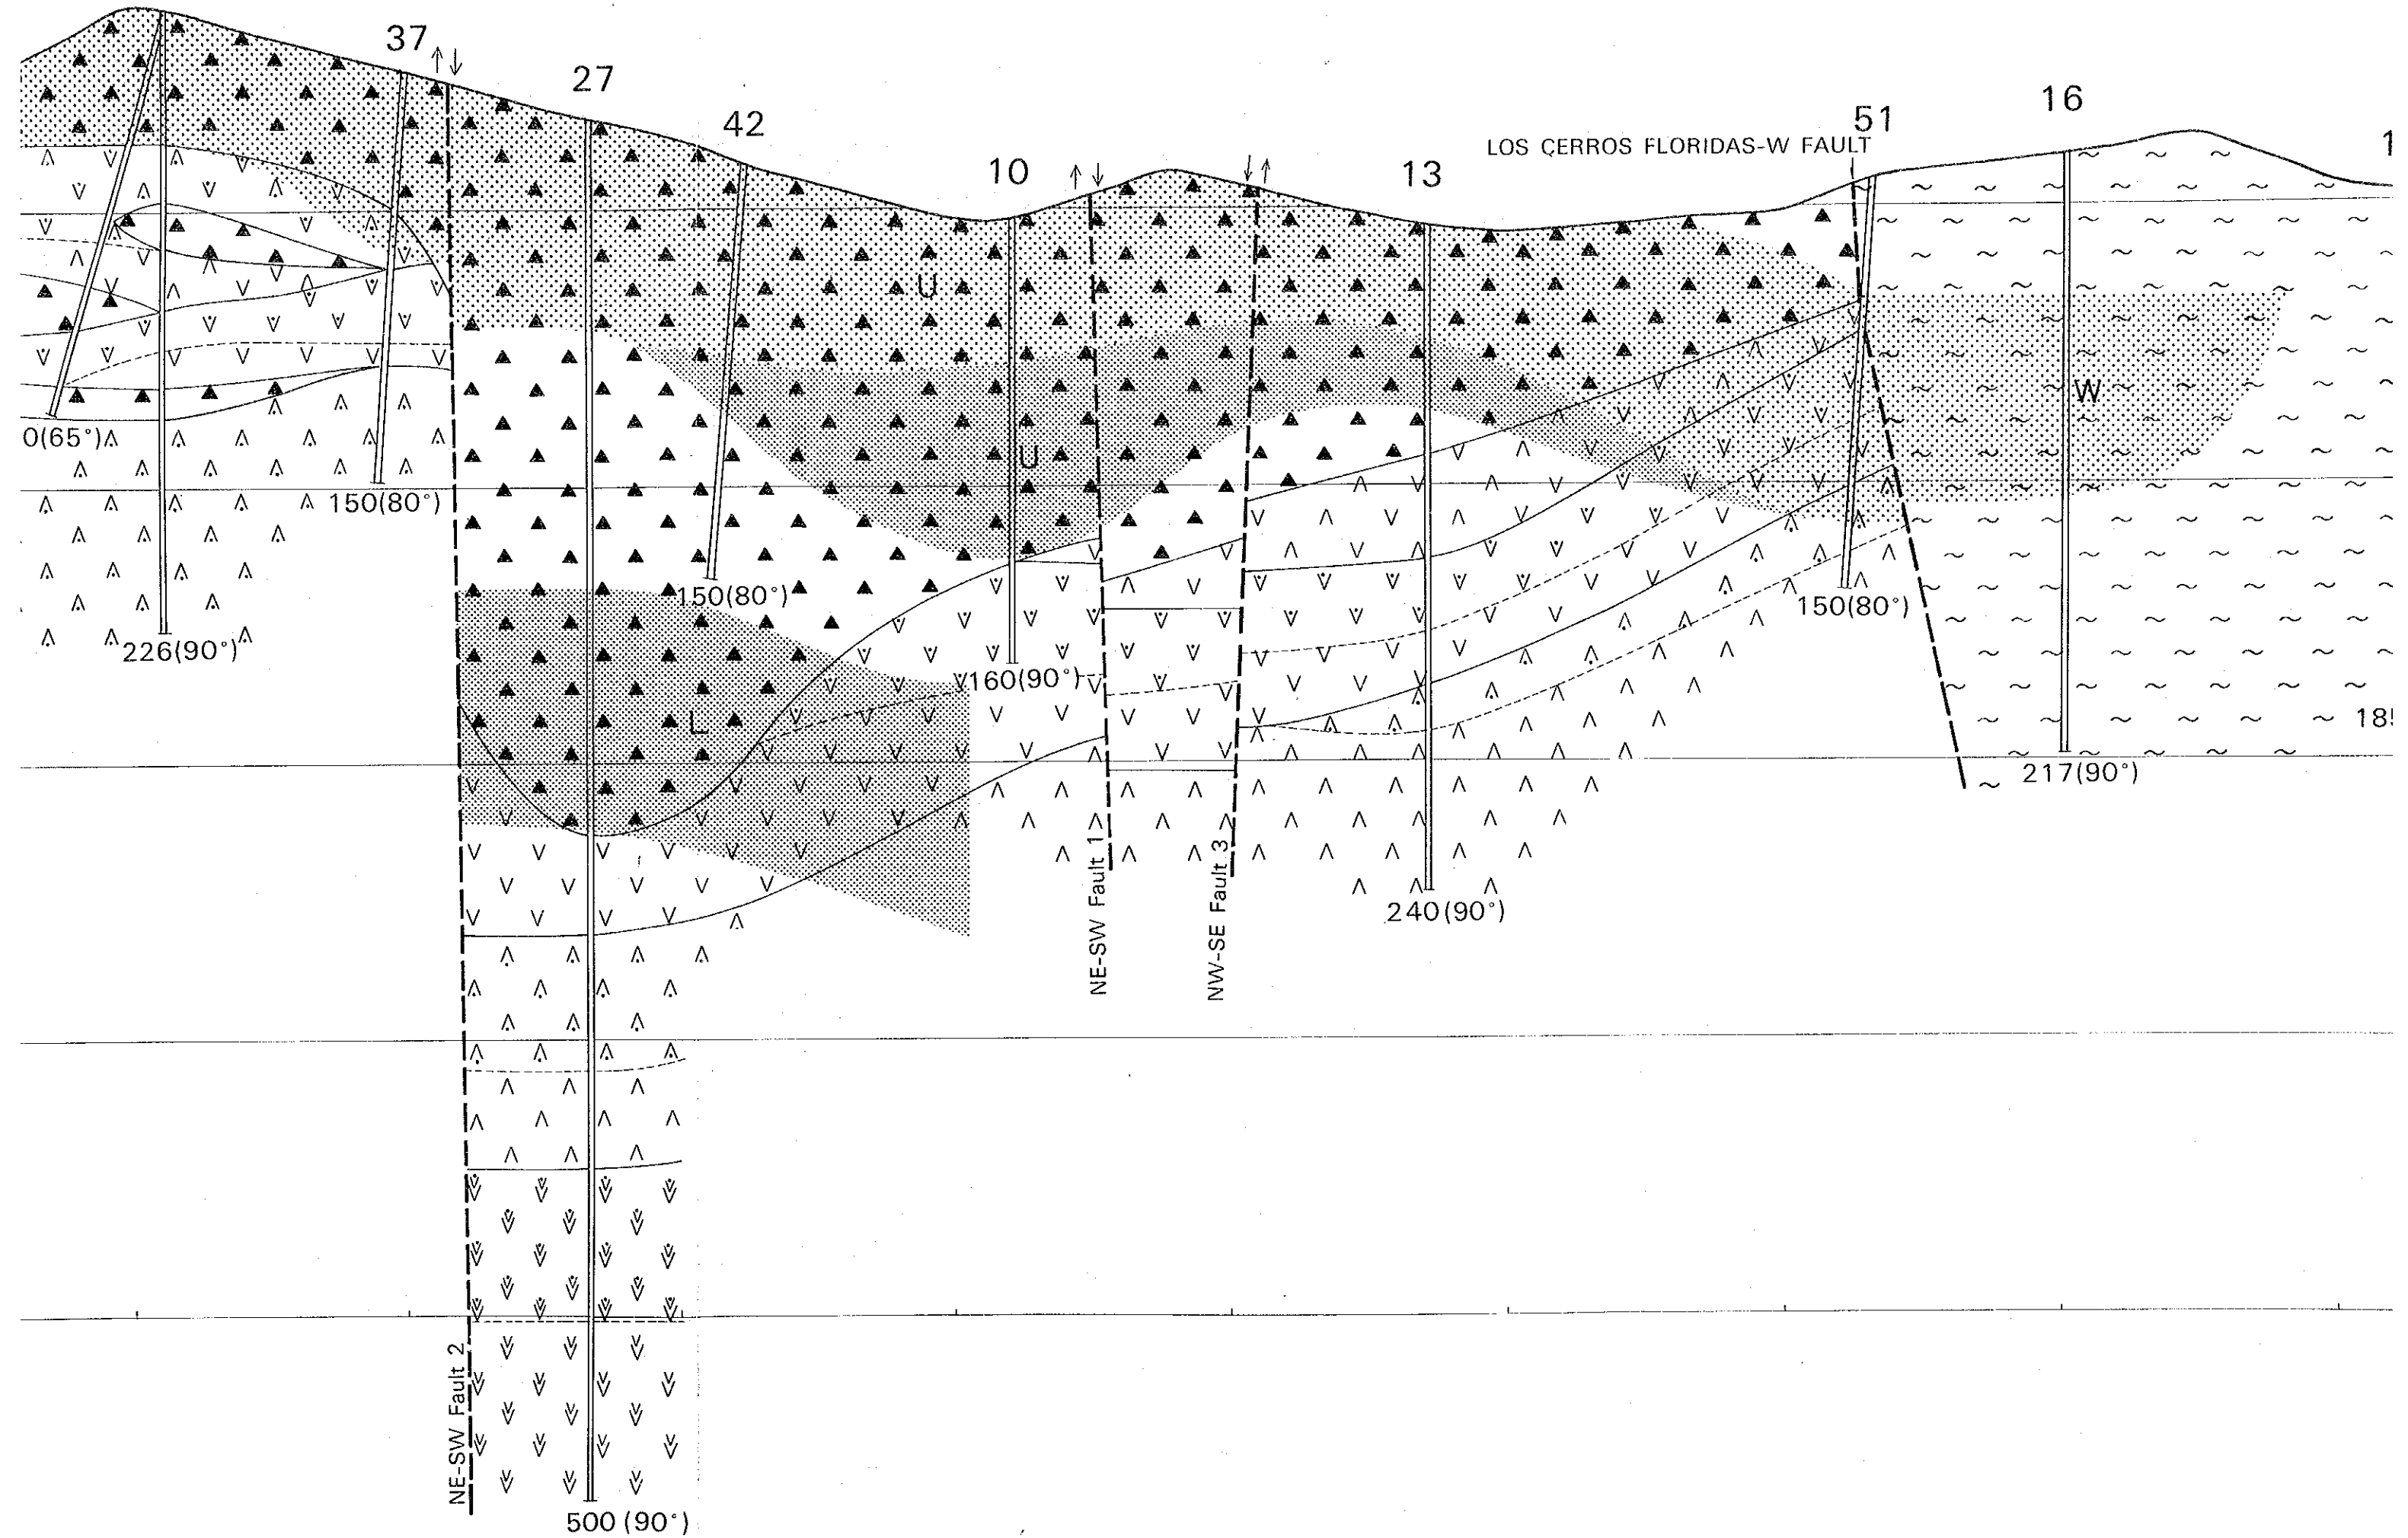 37
27
42
10
13
LOS CERROS FLORIDAS-W FAULT
51
16
U
U
L
W
0(65°)
150(80°)
226(90°)
150(80°)
160(90°)
150(80°)
217(90°)
240(90°)
NE-SW Fault 1
NW-SE Fault 3
NE-SW Fault 2
500 (90°)